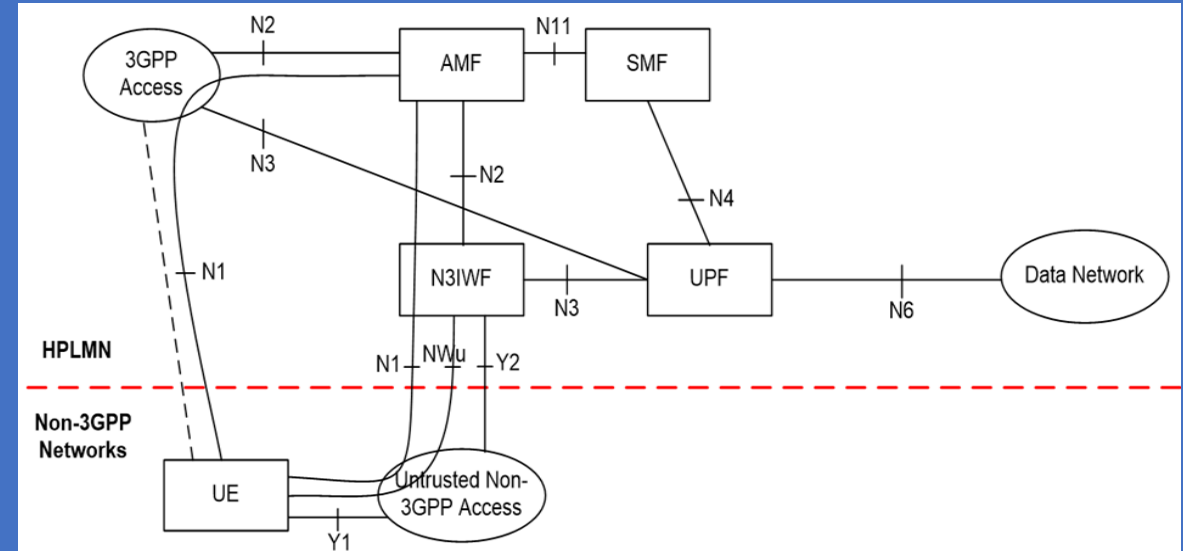 N2
N11
3GPP
Access
AMF
SMF
N3
N2
N4
N1
N3IWF
N3
UPF
N6
Data Network
HPLMN
N1
NWu
Y2
Non-3GPP
Networks
UE
Untrusted Non-
3GPP Access
Y1